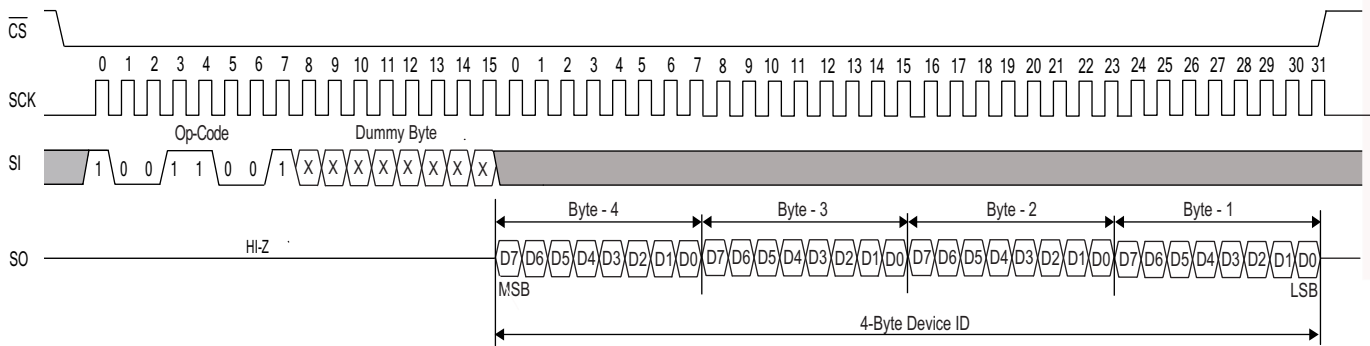 CS
0 1 2 3 4 5 6 7 8 9 10 11 12 13 14 15 0 1 2 3 4 5 6 7 8 9 10 11 12 13 14 15 16 17 18 19 20 21 22 23 24 25 26 27 28 29 30 31
SCK
Op-Code Dummy Byte
SI 1 0 0 1 1 0 0 1 X X X X X X X X
Byte - 4 Byte - 3 Byte - 2 Byte - 1
SO HI-Z D7 D6 D5 D4 D3 D2 D1 D0 D7 D6 D5 D4 D3 D2 D1 D0 D7 D6 D5 D4 D3 D2 D1 D0 D7 D6 D5 D4 D3 D2 D1 D0
MSB LSB
4-Byte Device ID